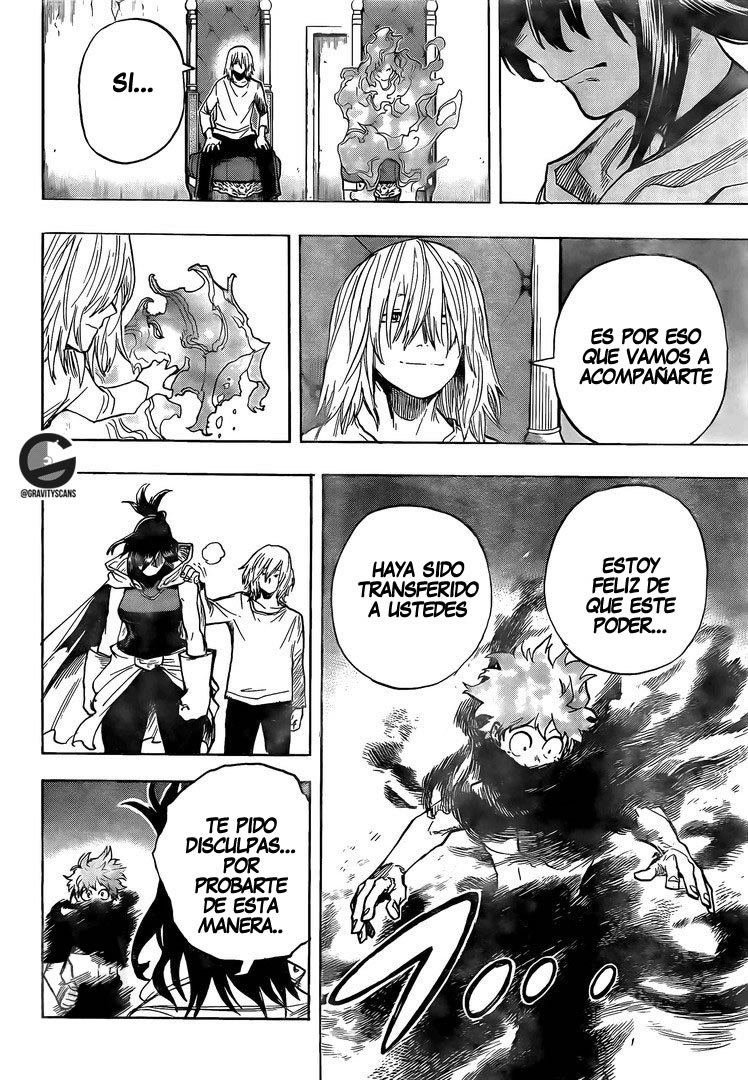 SI...
ES POR ESO
QUE VAMOS A
ACOMPAÑARTE
@GRAVITYSCANS
ESTOY
FELIZ DE
QUE ESTE
PODER...
HAYA SIDO
TRANSFERIDO
A USTEDES
TE PIDO
DISCULPAS...
POR
PROBARTE
DE ESTA
MANERA..